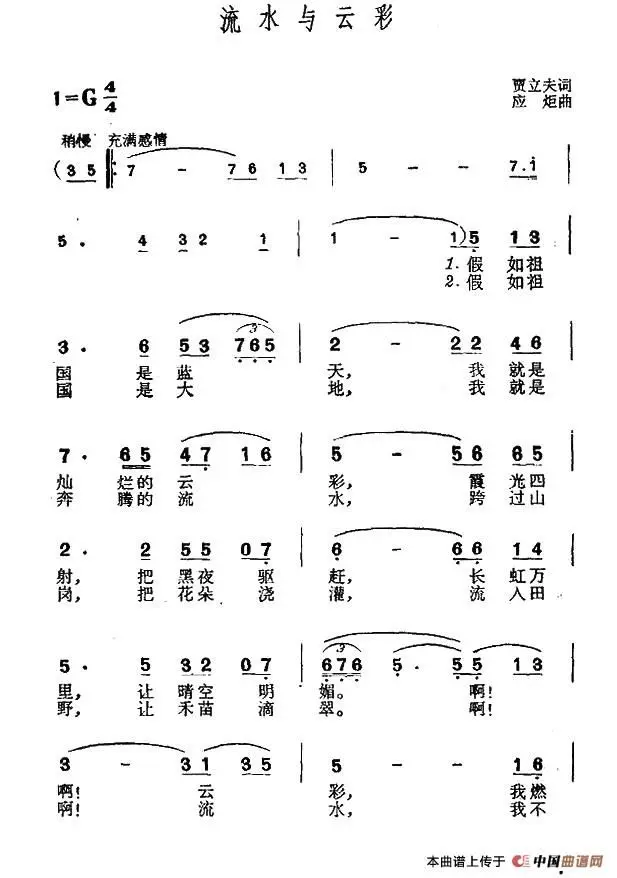 流水与云彩
1=G 4/4
贾立夫词
应炬曲
稍慢 充满感情
(3 5 ‖: 7 - 7 6 1 3 | 5 - - 7. i |
5. 4 3 2 1 | 1 - 1) 5 1 3 |
1. 假如祖
2. 假如祖
3. 6 5 3 7 6 5 | 2 - 2 2 4 6 |
国是蓝天,我就是
国是大地,我就是
7. 6 5 4 7 1 6 | 5 - 5 6 6 5 |
灿烂的云彩,霞光四
奔腾的流水,跨过山
2. 2 5 5 0 7 | 6 - 6 6 1 4 |
射,把黑夜驱赶,长虹万
岗,把花朵浇灌,流入田
5. 5 3 2 0 7 | 6 7 6 5. 5 5 1 3 |
里,让晴空明媚。啊!
野,让禾苗滴翠。啊!
3 - 3 1 3 5 | 5 - - 1 6 |
啊!云彩,我燃
啊!流水,我不
本曲谱上传于 中国曲谱网